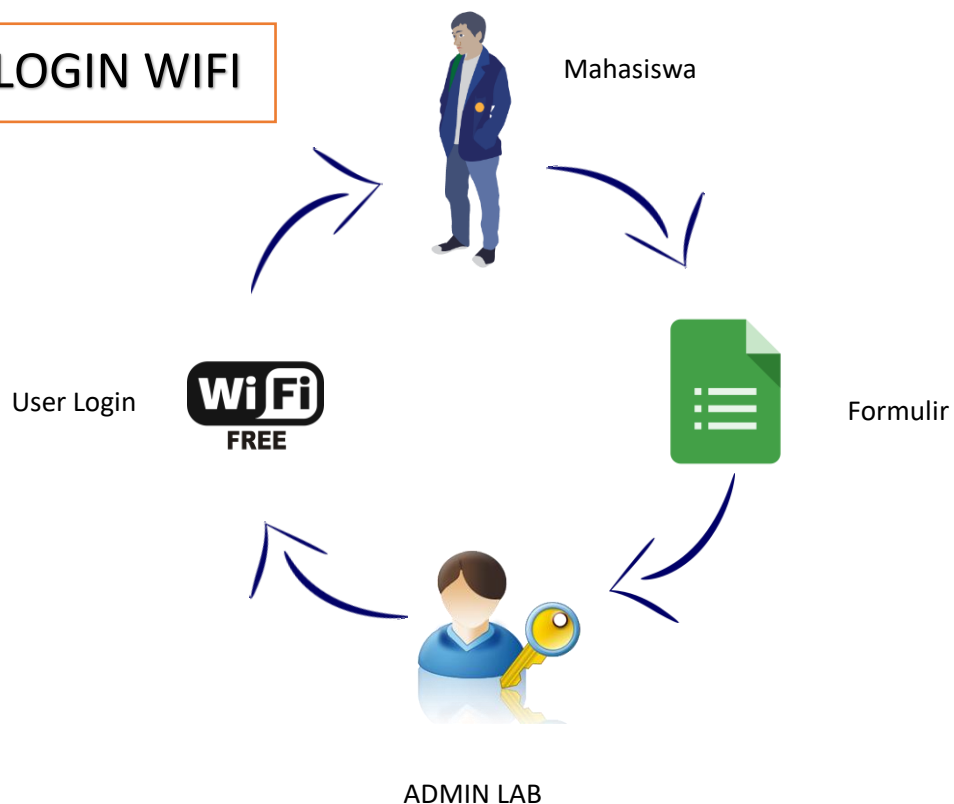 LOGIN WIFI
Mahasiswa
User Login
Wi Fi
FREE
Formulir
ADMIN LAB